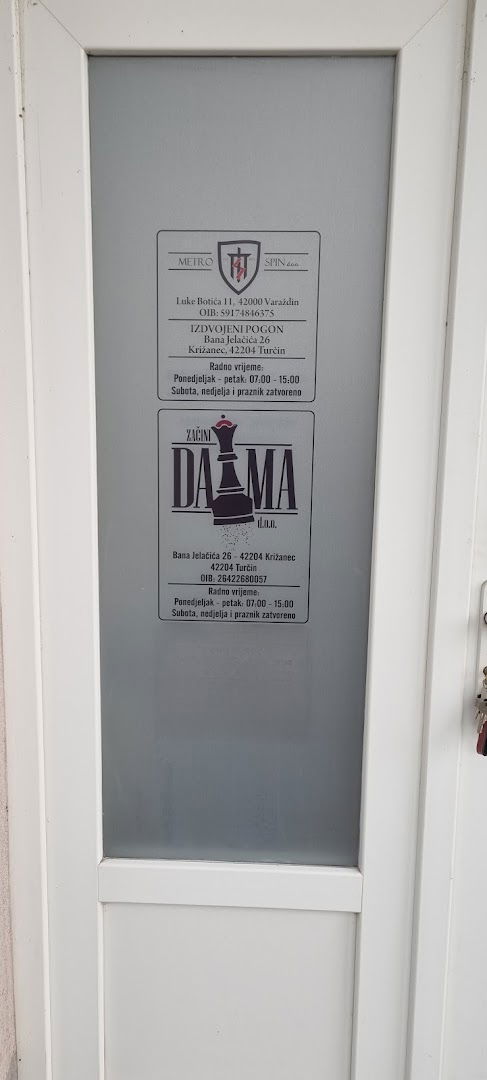 METRO SPIN d.o.o.
Luke Botića 11, 42000 Varaždin
OIB: 59174846375
IZDVOJENI POGON
Bana Jelačića 26
Križanec, 42204 Turčin
Radno vrijeme:
Ponedjeljak - petak: 07:00 - 15:00
Subota, nedjelja i praznik zatvoreno
ZAČINI
DAMA
d.o.o.
Bana Jelačića 26 - 42204 Križanec
42204 Turčin
OIB: 26422680057
Radno vrijeme:
Ponedjeljak - petak: 07:00 - 15:00
Subota, nedjelja i praznik zatvoreno